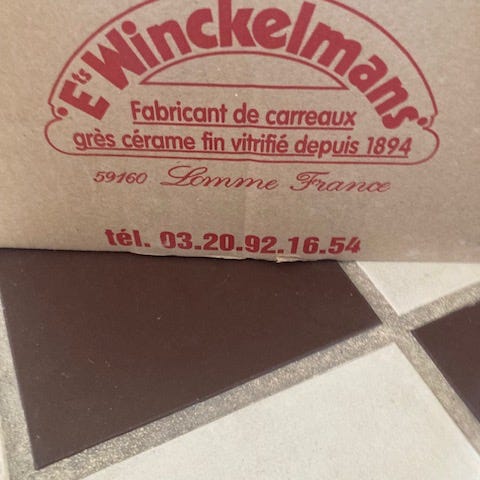 Ets Winckelmans
Fabricant de carreaux
grès cérame fin vitrifié depuis 1894
59160 Lomme France
tél. 03.20.92.16.54